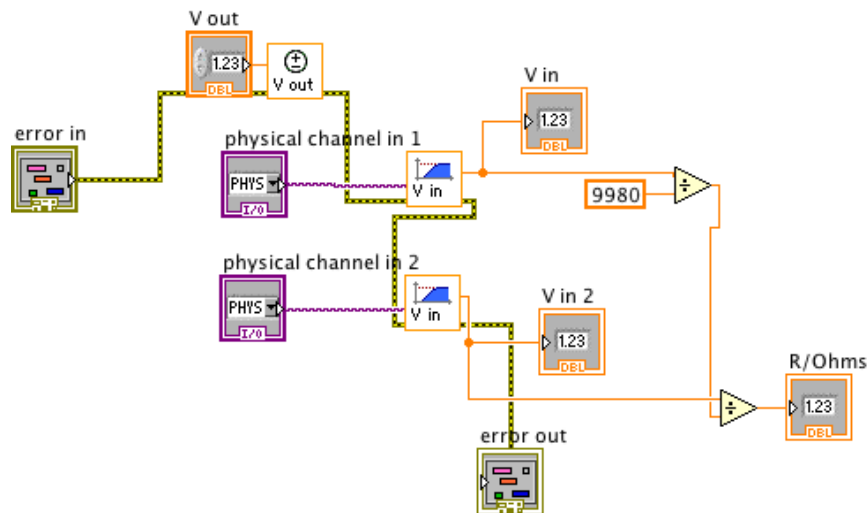 V out
1.23
DBL
V out
V in
1.23
DBL
error in
physical channel in 1
PHYS
I/O
V in
9980
physical channel in 2
PHYS
I/O
V in
V in 2
1.23
DBL
R/Ohms
1.23
DBL
error out